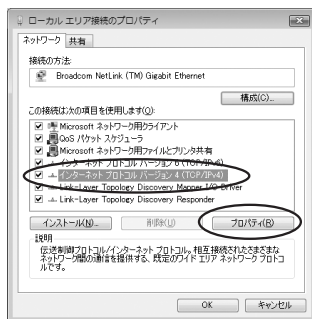 ローカル エリア接続のプロパティ
ネットワーク 共有
接続の方法:
Broadcom NetLink (TM) Gigabit Ethernet
構成(C)...
この接続は次の項目を使用します(O):
Microsoft ネットワーク用クライアント
QoS パケット スケジューラ
Microsoft ネットワーク用ファイルとプリンタ共有
インターネット プロトコル バージョン 6 (TCP/IPv6)
インターネット プロトコル バージョン 4 (TCP/IPv4)
Link-Layer Topology Discovery Mapper I/O Driver
Link-Layer Topology Discovery Responder
インストール(N)... 削除(U) プロパティ(R)
説明
伝送制御プロトコル/インターネット プロトコル。相互接続されたさまざまな
ネットワーク間の通信を提供する、既定のワイド エリア ネットワーク プロトコ
ルです。
OK キャンセル